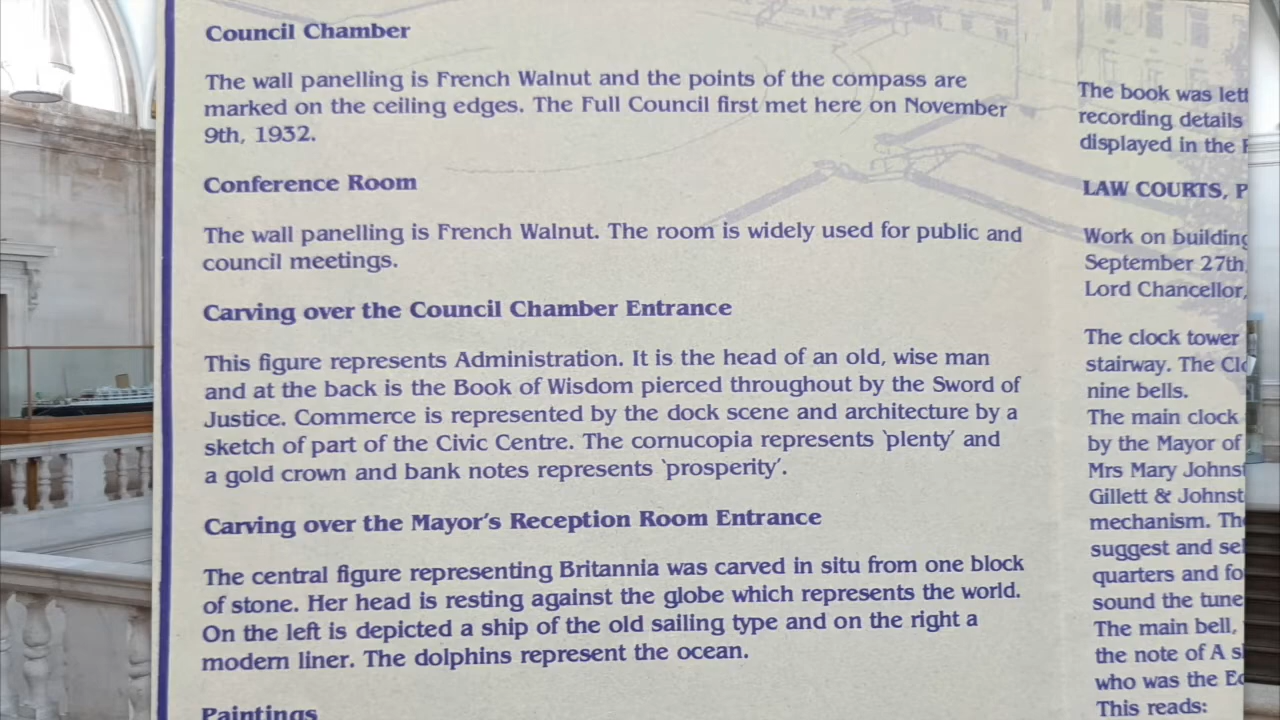 Council Chamber
The wall panelling is French Walnut and the points of the compass are
marked on the ceiling edges. The Full Council first met here on November
9th, 1932.
Conference Room
The wall panelling is French Walnut. The room is widely used for public and
council meetings.
Carving over the Council Chamber Entrance
This figure represents Administration. It is the head of an old, wise man
and at the back is the Book of Wisdom pierced throughout by the Sword of
Justice. Commerce is represented by the dock scene and architecture by a
sketch of part of the Civic Centre. The cornucopia represents 'plenty' and
a gold crown and bank notes represents 'prosperity'.
Carving over the Mayor's Reception Room Entrance
The central figure representing Britannia was carved in situ from one block
of stone. Her head is resting against the globe which represents the world.
On the left is depicted a ship of the old sailing type and on the right a
modern liner. The dolphins represent the ocean.
Paintings
The book was
recording details
displayed in the
LAW COURTS,
Work on building
September 27th,
Lord Chancellor,
The clock tower
stairway. The
nine bells.
The main clock
by the Mayor of
Mrs Mary
Gillett &
mechanism.
suggest and
quarters and
sound the tune
The main bell,
the note of A
who was the
This reads: